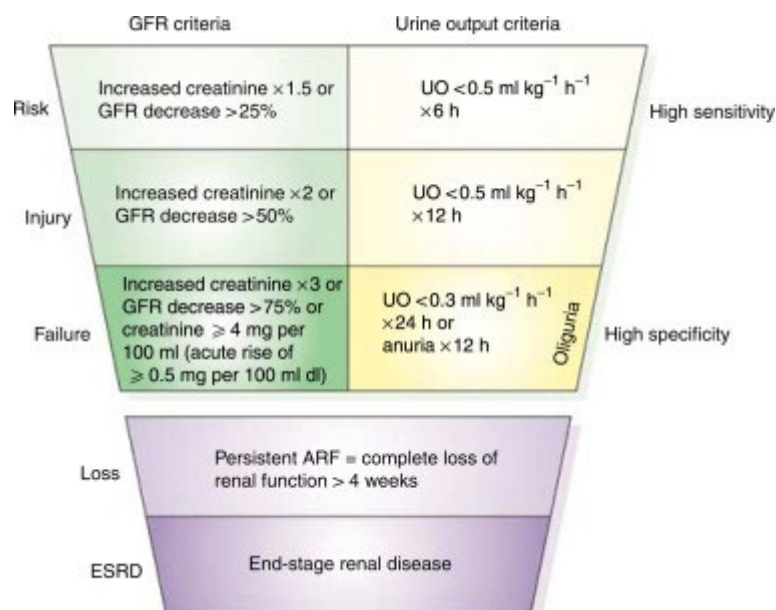 GFR criteria
Urine output criteria
Risk
Increased creatinine ×1.5 or
GFR decrease >25%
UO <0.5 ml kg⁻¹ h⁻¹
×6 h
High sensitivity
Injury
Increased creatinine ×2 or
GFR decrease >50%
UO <0.5 ml kg⁻¹ h⁻¹
×12 h
Failure
Increased creatinine ×3 or
GFR decrease >75% or
creatinine ⩾ 4 mg per
100 ml (acute rise of
⩾ 0.5 mg per 100 ml dl)
UO <0.3 ml kg⁻¹ h⁻¹
×24 h or
anuria ×12 h
Oliguria
High specificity
Loss
Persistent ARF = complete loss of
renal function > 4 weeks
ESRD
End-stage renal disease